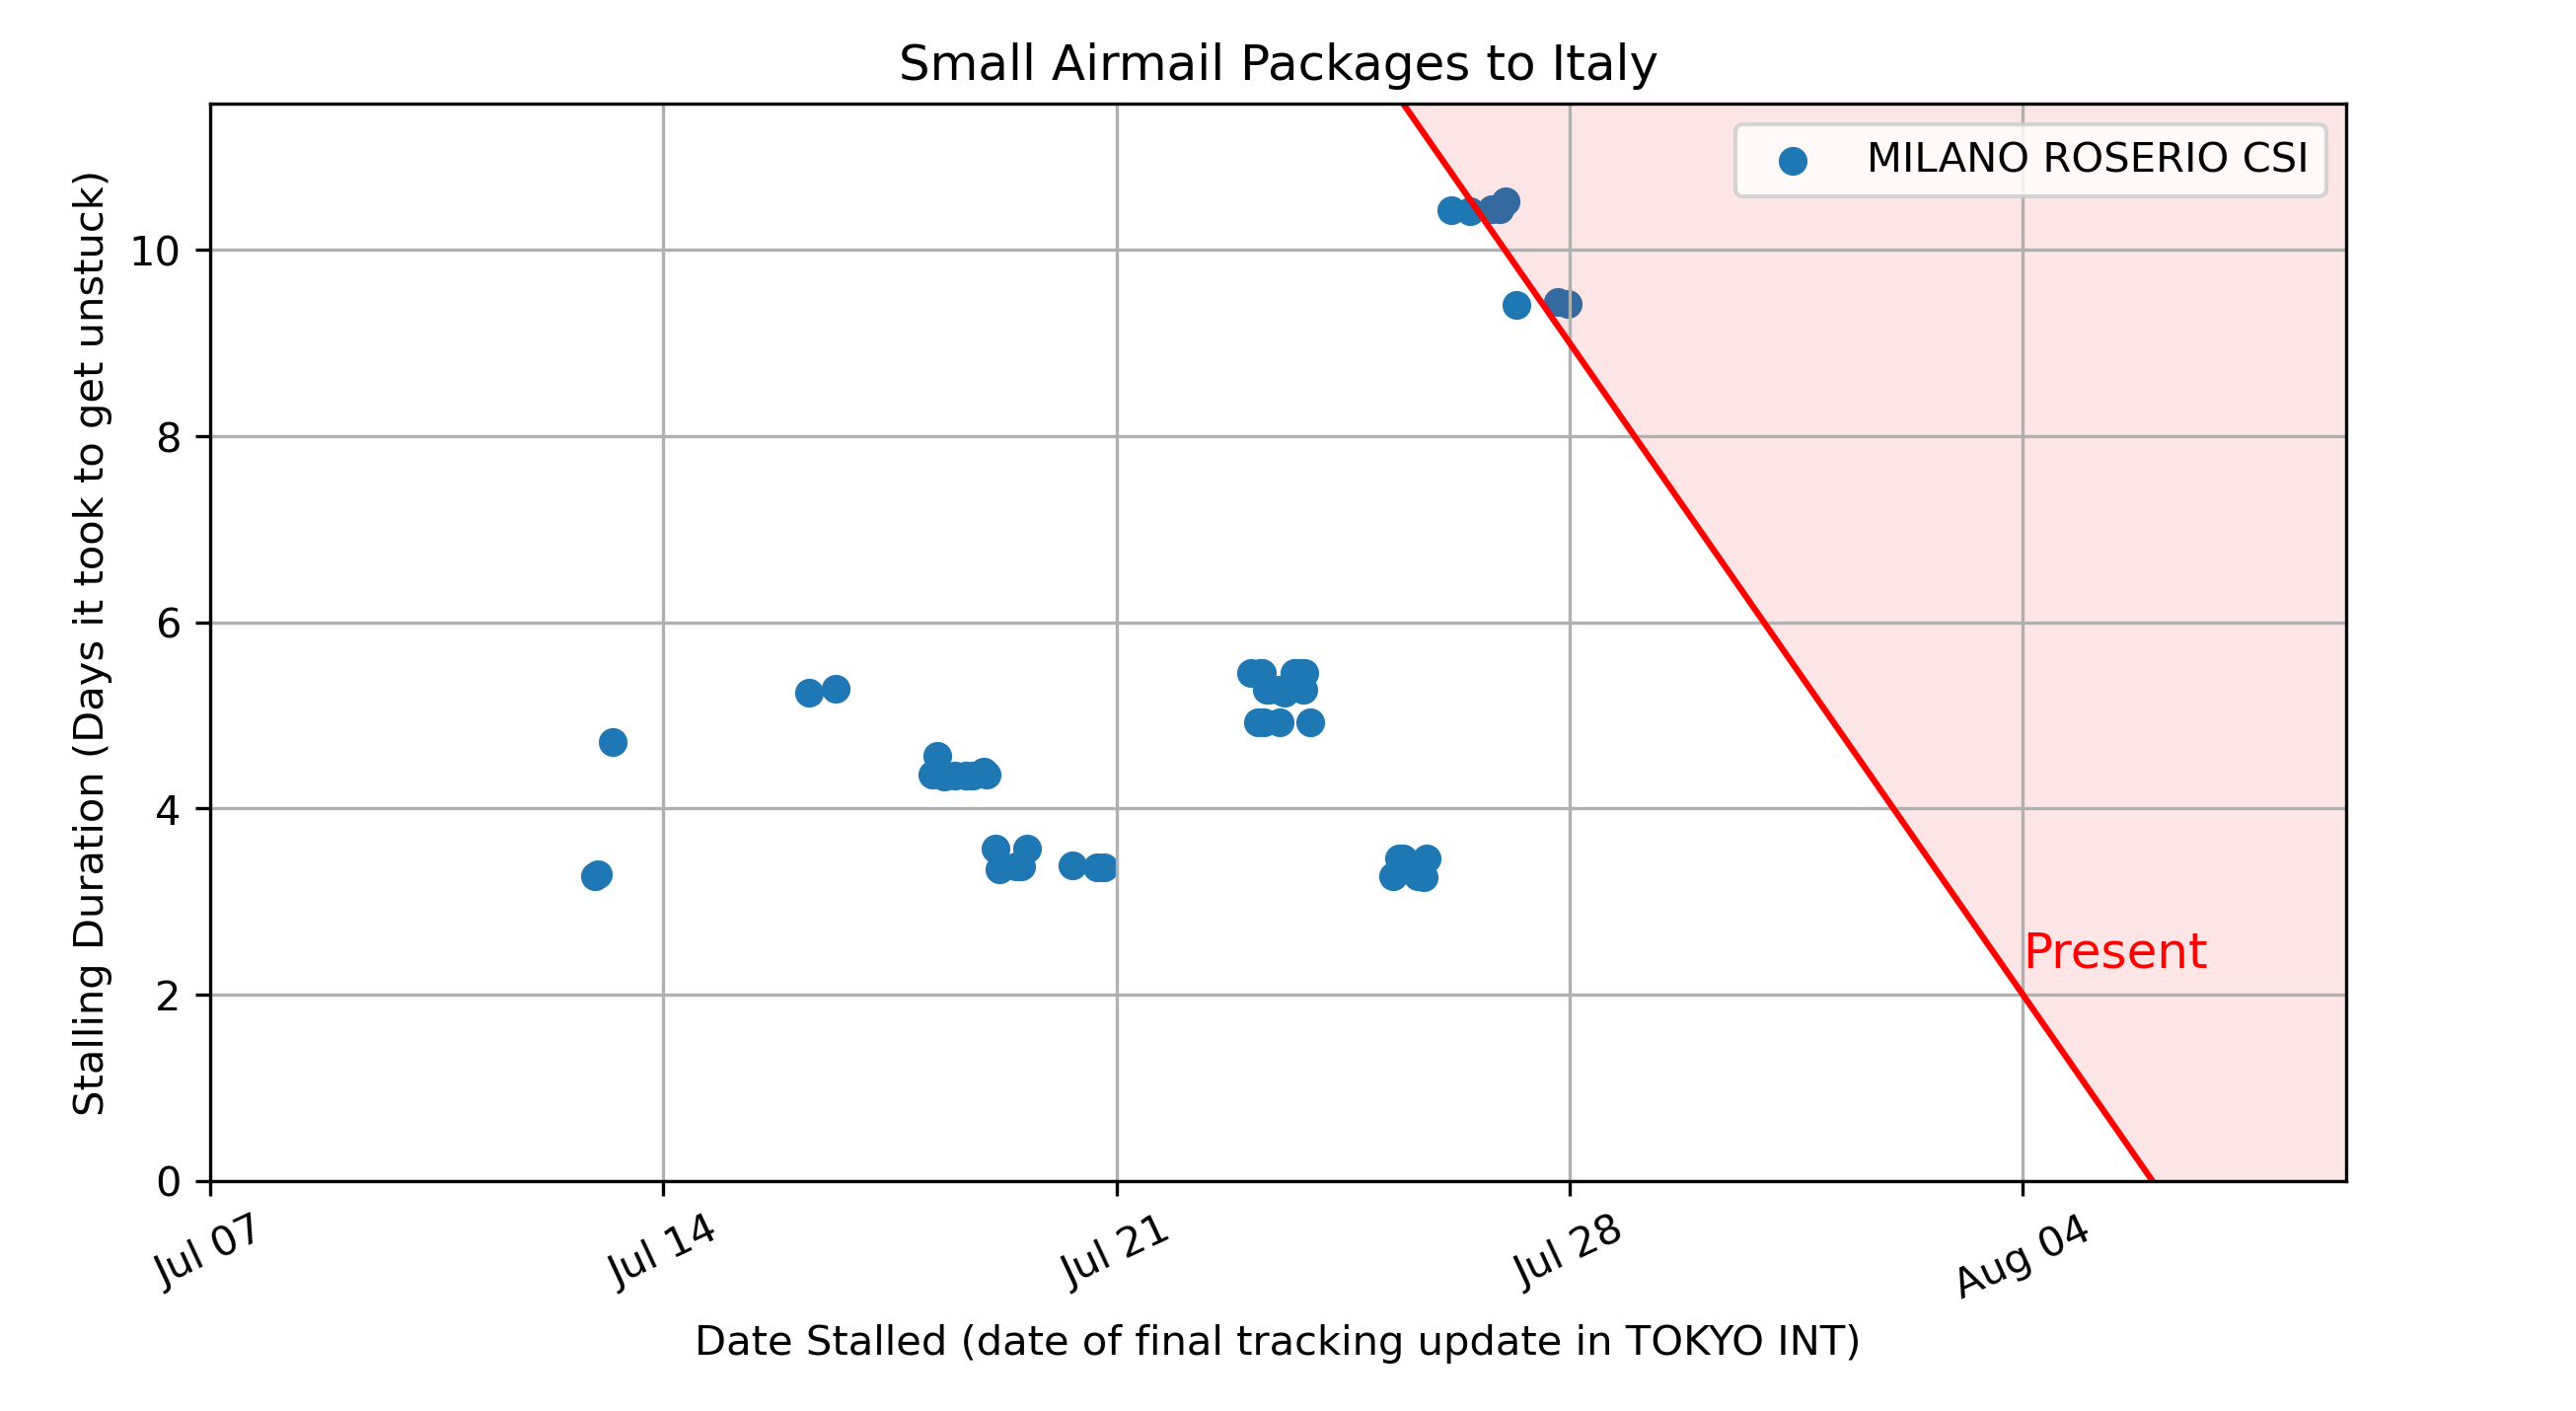 Small Airmail Packages to Italy
MILANO ROSERIO CSI
Stalling Duration (Days it took to get unstuck)
10
8
6
4
2
0
Present
Jul 07
Jul 14
Jul 21
Jul 28
Aug 04
Date Stalled (date of final tracking update in TOKYO INT)